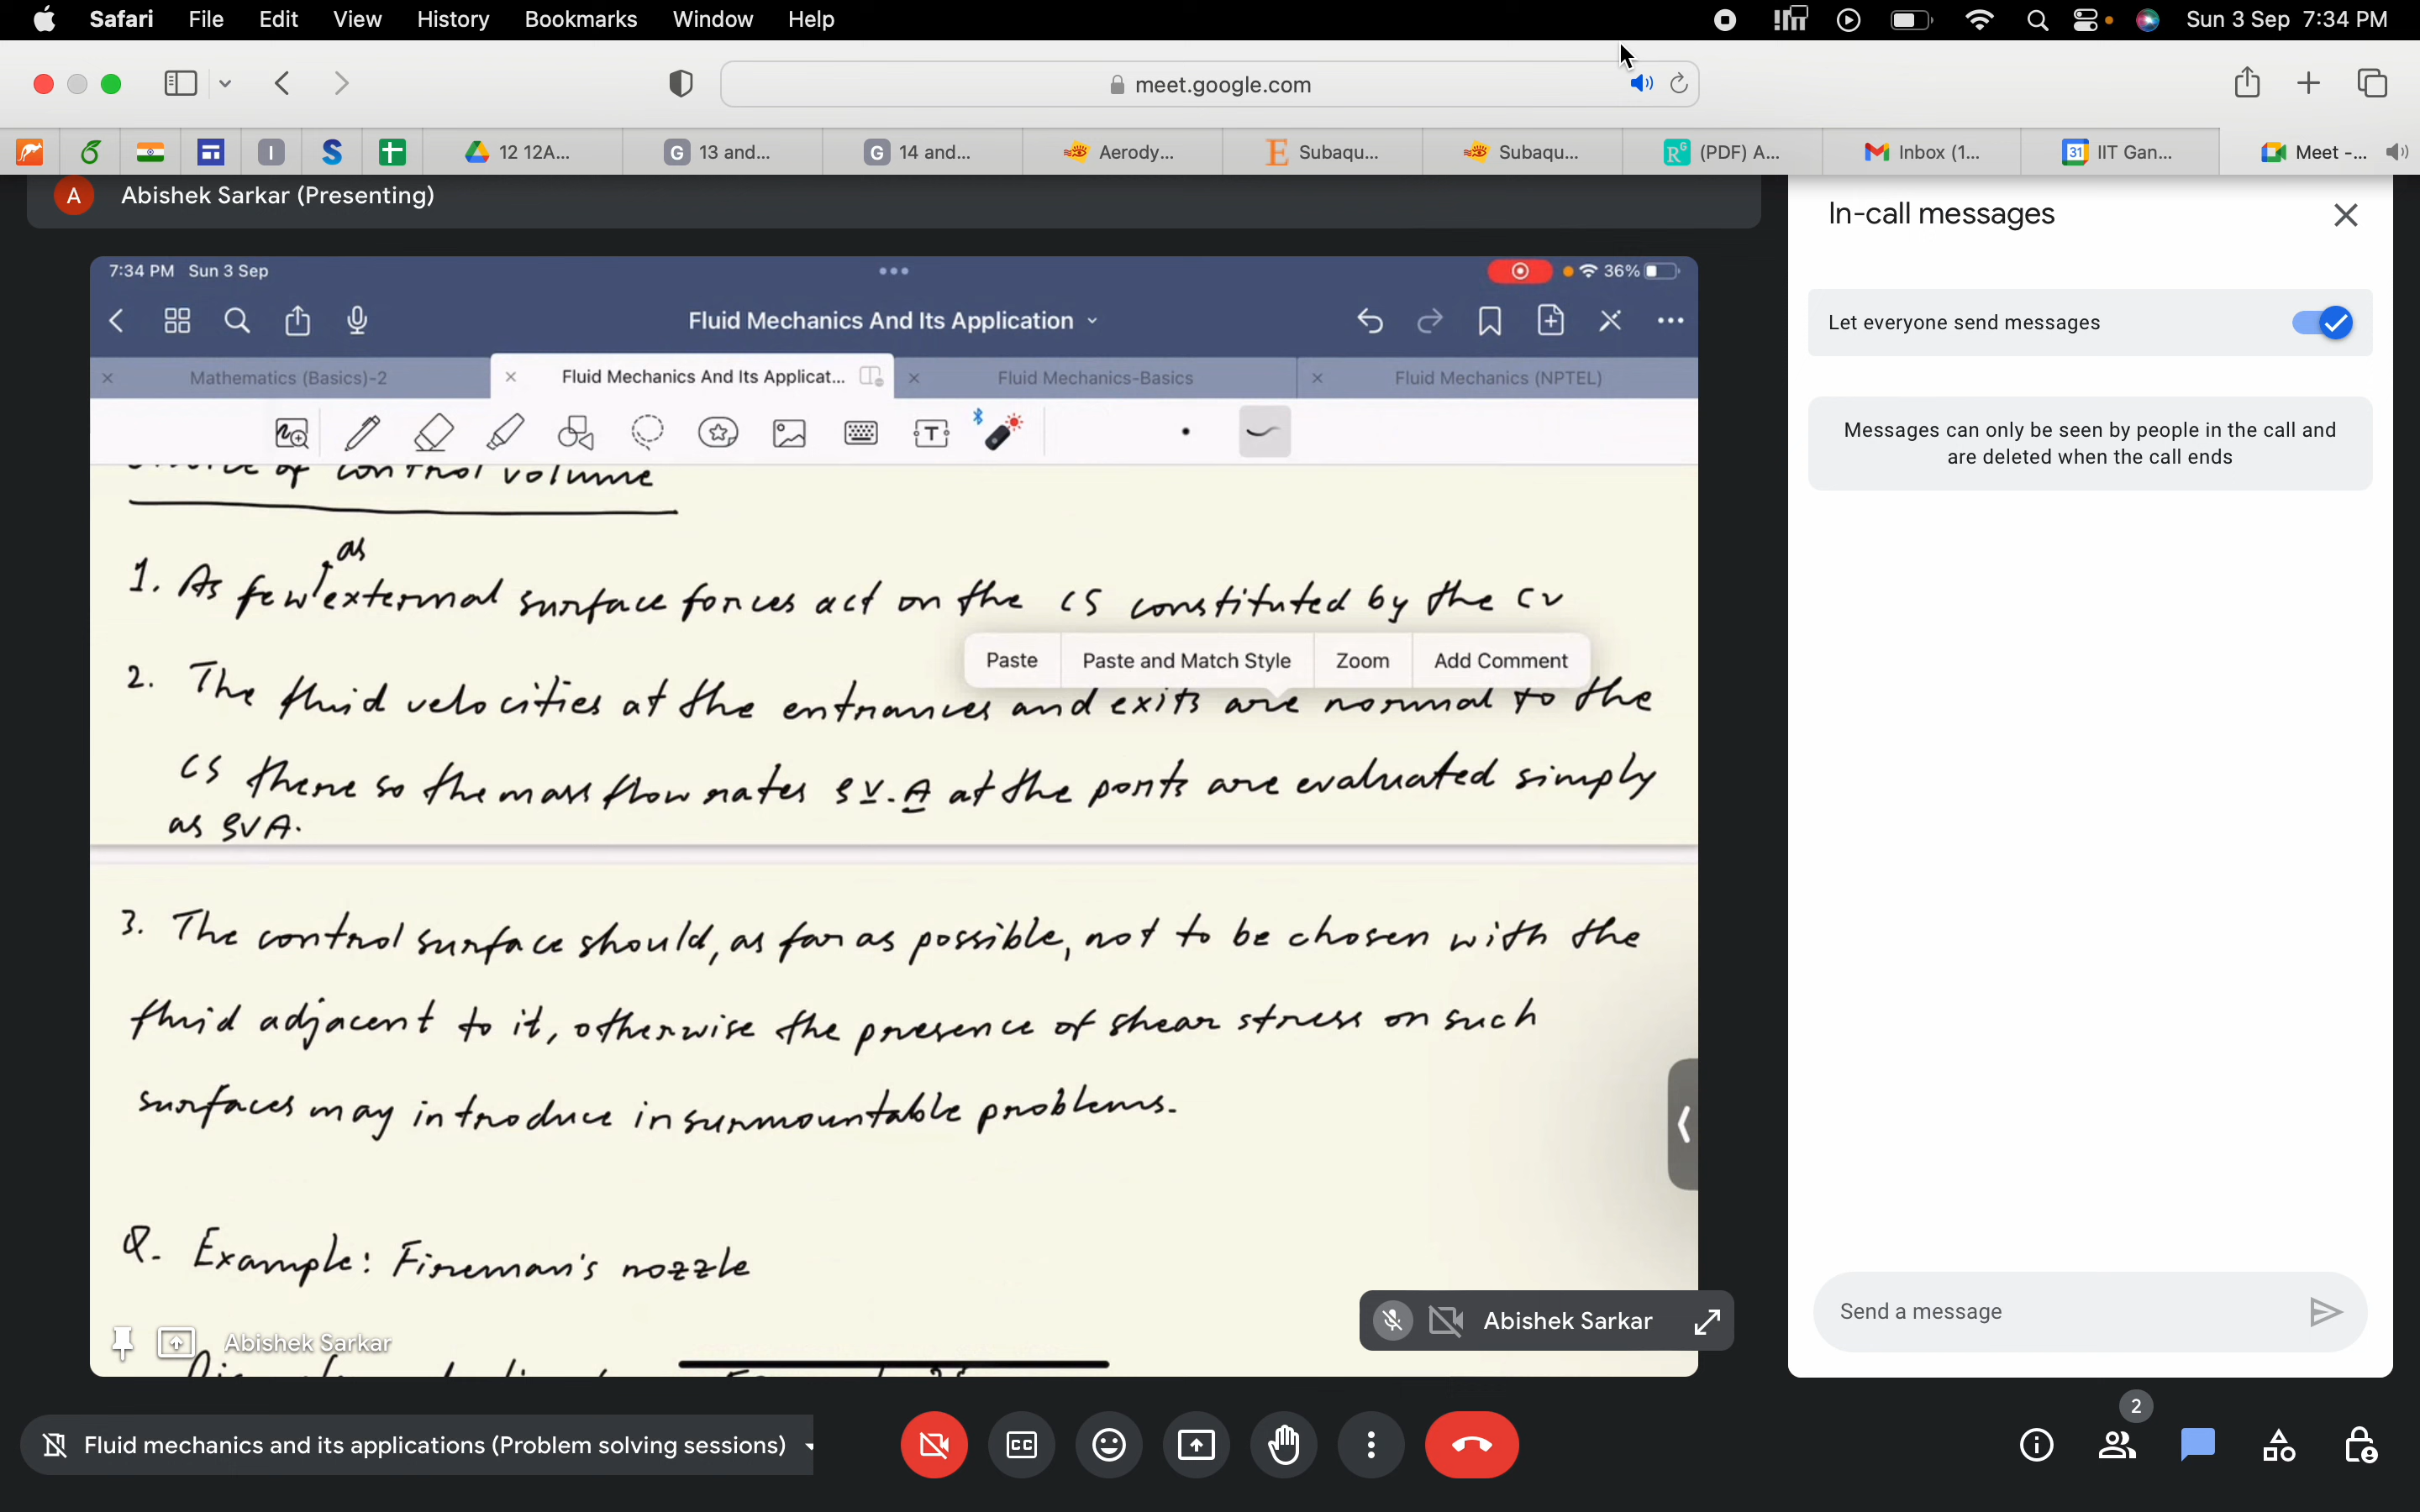 Safari File Edit View History Bookmarks Window Help Sun 3 Sep 7:34 PM
meet.google.com
12 12A... G 13 and... G 14 and... Aerody... E Subaqu... Subaqu... (PDF) A... Inbox (1... 31 IIT Gan... Meet -...
A Abishek Sarkar (Presenting)
7:34 PM Sun 3 Sep 36%
Fluid Mechanics And Its Application
Mathematics (Basics)-2 Fluid Mechanics And Its Applicat... Fluid Mechanics-Basics Fluid Mechanics (NPTEL)
of control volume
as
1. As few external surface forces act on the CS constituted by the CV
Paste Paste and Match Style Zoom Add Comment
2. The fluid velocities at the entrances and exits are normal to the
CS there so the mass flow rates ρV.A at the ports are evaluated simply
as ρVA.
3. The control surface should, as far as possible, not to be chosen with the
fluid adjacent to it, otherwise the presence of shear stress on such
surfaces may introduce insurmountable problems.
Q. Example: Fireman's nozzle
Abishek Sarkar
Abishek Sarkar
In-call messages
Let everyone send messages
Messages can only be seen by people in the call and
are deleted when the call ends
Send a message
Fluid mechanics and its applications (Problem solving sessions)
CC
2